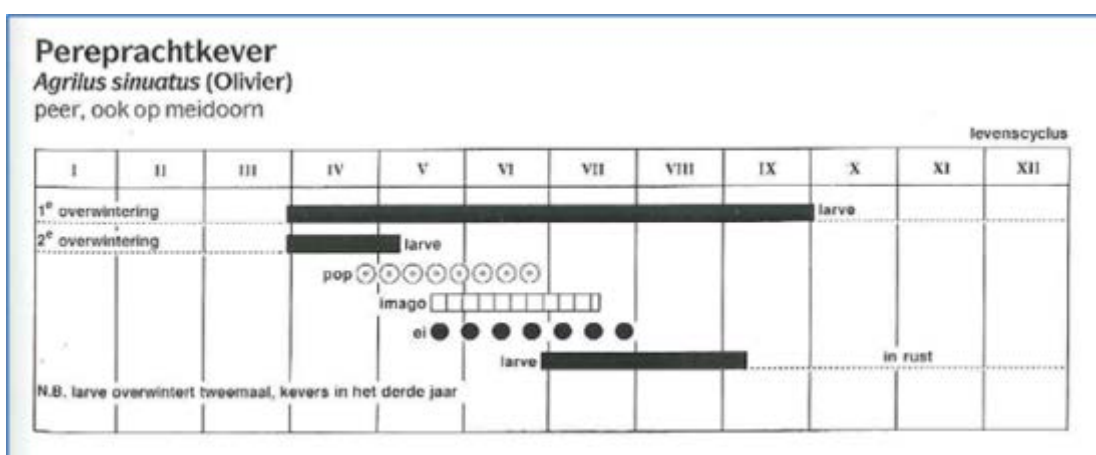 Pereprachtkever
Agrilus sinuatus (Olivier)
peer, ook op meidoorn
levenscyclus
I II III IV V VI VII VIII IX X XI XII
1e overwintering larve
2e overwintering larve
pop
imago
ei
larve in rust
N.B. larve overwintert tweemaal, kevers in het derde jaar